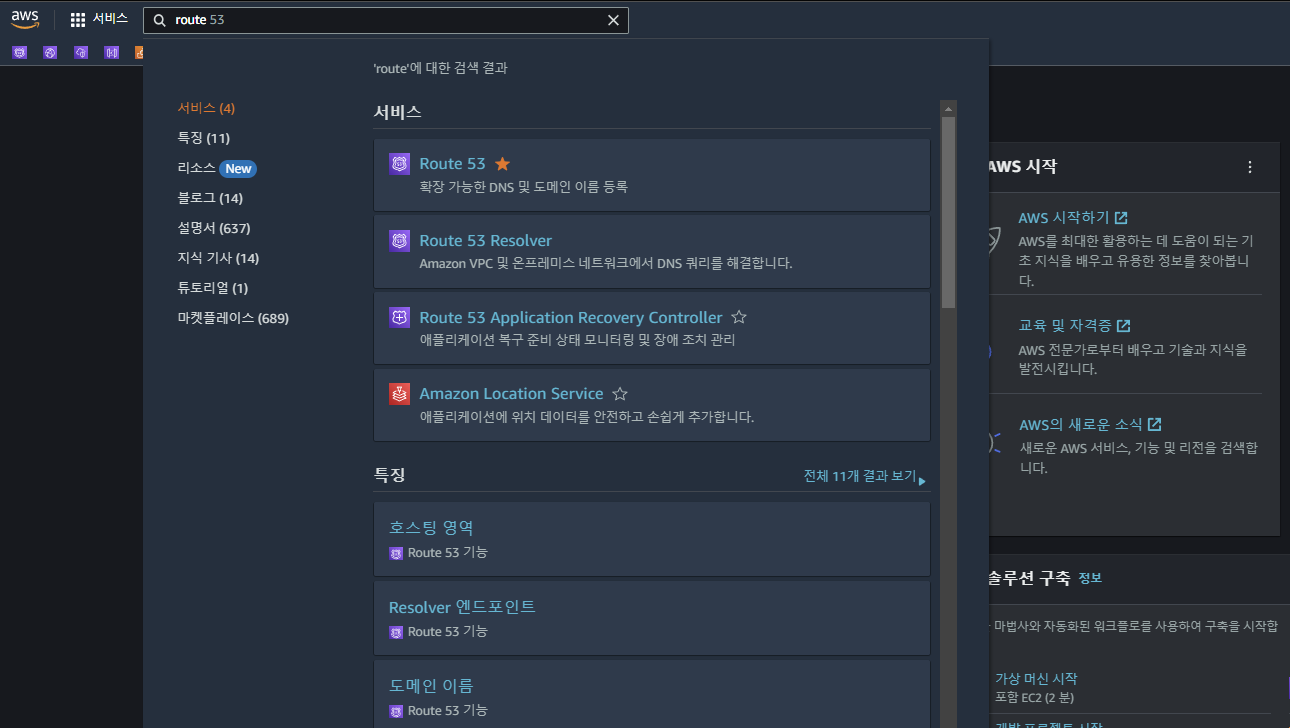 aws
서비스
route 53
'route'에 대한 검색 결과
서비스 (4)
특징 (11)
리소스 New
블로그 (14)
설명서 (637)
지식 기사 (14)
튜토리얼 (1)
마켓플레이스 (689)
서비스
Route 53
확장 가능한 DNS 및 도메인 이름 등록
Route 53 Resolver
Amazon VPC 및 온프레미스 네트워크에서 DNS 쿼리를 해결합니다.
Route 53 Application Recovery Controller
애플리케이션 복구 준비 상태 모니터링 및 장애 조치 관리
Amazon Location Service
애플리케이션에 위치 데이터를 안전하고 손쉽게 추가합니다.
특징
전체 11개 결과 보기
호스팅 영역
Route 53 기능
Resolver 엔드포인트
Route 53 기능
도메인 이름
Route 53 기능
AWS 시작
AWS 시작하기
AWS를 최대한 활용하는 데 도움이 되는 기
초 지식을 배우고 유용한 정보를 찾아봅니
다.
교육 및 자격증
AWS 전문가로부터 배우고 기술과 지식을
발전시킵니다.
AWS의 새로운 소식
새로운 AWS 서비스, 기능 및 리전을 검색합
니다.
솔루션 구축 정보
마법사와 자동화된 워크플로를 사용하여 구축을 시작합
가상 머신 시작
포함 EC2 (2 분)
개발 프로젝트 시작